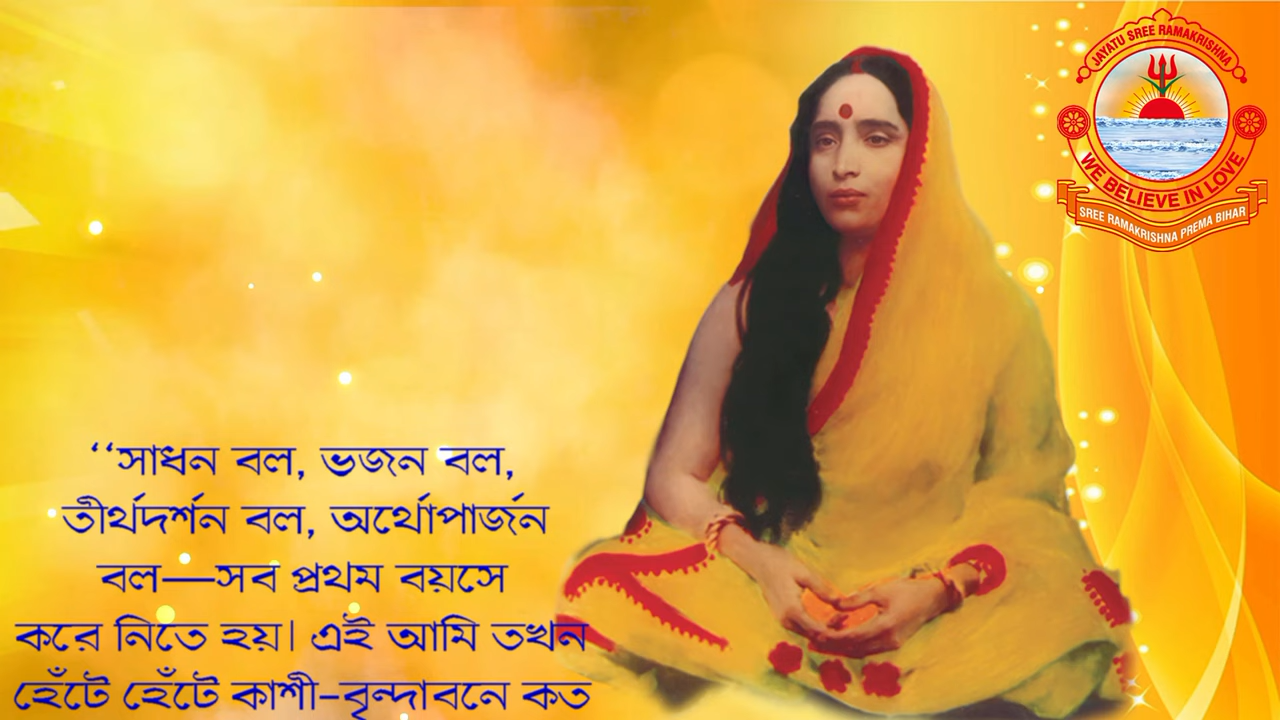 ‘‘সাধন বল, ভজন বল,
তীর্থদর্শন বল, অর্থোপার্জন
বল—সব প্রথম বয়সে
করে নিতে হয়। এই আমি তখন
হেঁটে হেঁটে কাশী-বৃন্দাবনে কত
JAYATU SREE RAMAKRISHNA
WE BELIEVE IN LOVE
SREE RAMAKRISHNA PREMA BIHAR